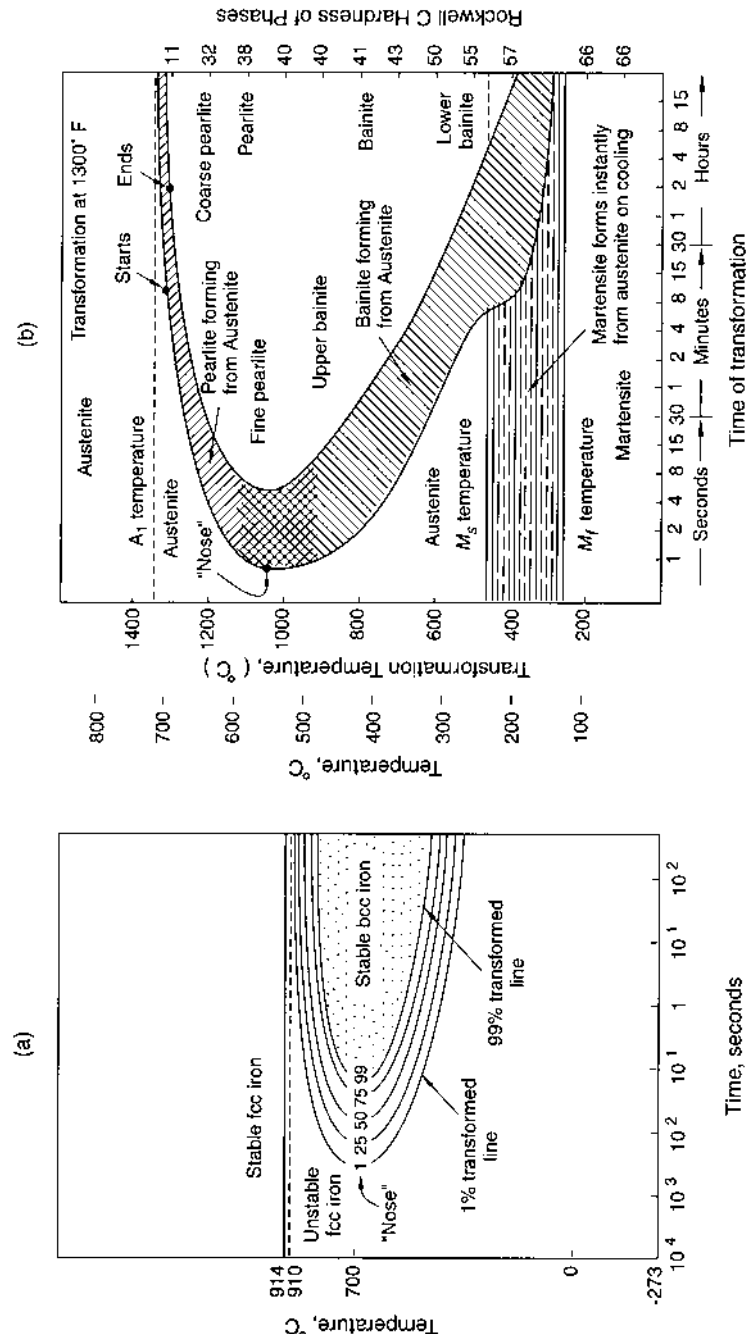 (a)
Temperature, °C
914
910
700
0
-273
Stable fcc iron
Unstable
fcc iron
"Nose"
1 25 50 75 99
Stable bcc iron
1% transformed
line
99% transformed
line
10⁴ 10³ 10² 10¹ 1 10¹ 10²
Time, seconds
(b)
Temperature, °C
800
700
600
500
400
300
200
100
Transformation Temperature, (°C)
1400
1200
1000
800
600
400
200
Austenite
Transformation at 1300° F
A₁ temperature
Starts
Ends
Austenite
"Nose"
Pearlite forming
from Austenite
Coarse pearlite
Fine pearlite
Pearlite
Upper bainite
Bainite
Bainite forming
from Austenite
Austenite
Lower
bainite
Mₛ temperature
Martensite forms instantly
from austenite on cooling
M_f temperature
Martensite
Rockwell C Hardness of Phases
11
32
38
40
40
41
43
50
55
57
66
66
1 2 4 8 15 30 1 2 4 8 15 30 1 2 4 8 15
Seconds Minutes Hours
Time of transformation